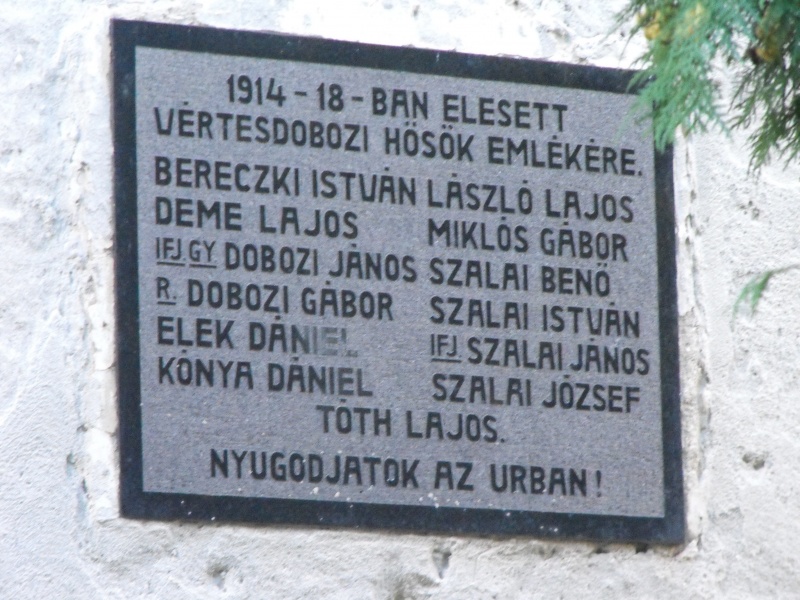 1914 - 18 - BAN ELESETT
VÉRTESDOBOZI HŐSÖK EMLÉKÉRE.
BERECZKI ISTVÁN LÁSZLÓ LAJOS
DEME LAJOS MIKLÓS GÁBOR
IFJ. GY DOBOZI JÁNOS SZALAI BENŐ
R. DOBOZI GÁBOR SZALAI ISTVÁN
ELEK DÁNIEL IFJ. SZALAI JÁNOS
KÓNYA DÁNIEL SZALAI JÓZSEF
TÓTH LAJOS.
NYUGODJATOK AZ URBAN!